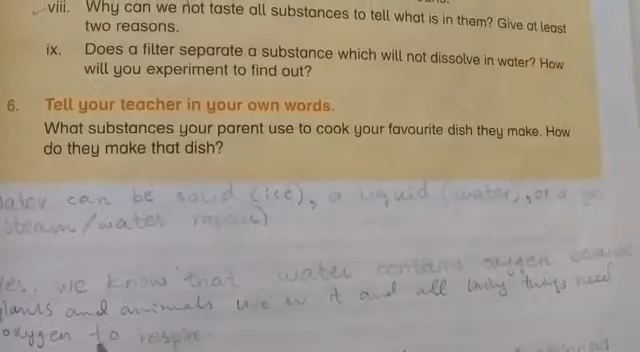 viii. Why can we not taste all substances to tell what is in them? Give at least
two reasons.
ix. Does a filter separate a substance which will not dissolve in water? How
will you experiment to find out?
6. Tell your teacher in your own words.
What substances your parent use to cook your favourite dish they make. How
do they make that dish?
can be solid (ice), a liquid (water), or a
steam/water
we know that water contains oxygen
plants and animals live in it and all living things need
oxygen to respire